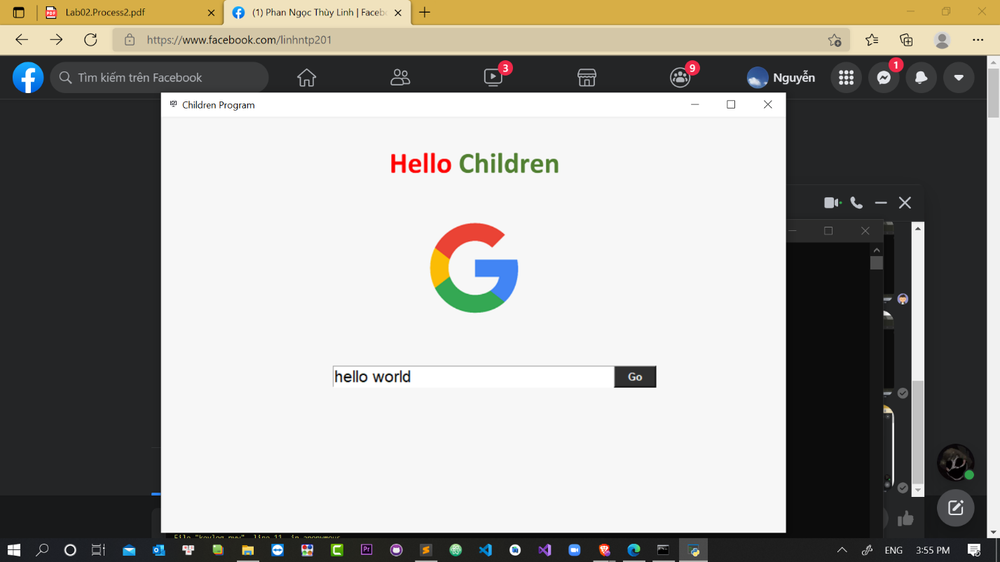 Lab02.Process2.pdf
(1) Phan Ngọc Thùy Linh | Faceb
https://www.facebook.com/linhntp201
Tìm kiếm trên Facebook
3
9
Nguyễn
1
Children Program
Hello Children
hello world
Go
File "keylog.pyw", line 11, in anonymous
ENG
3:55 PM